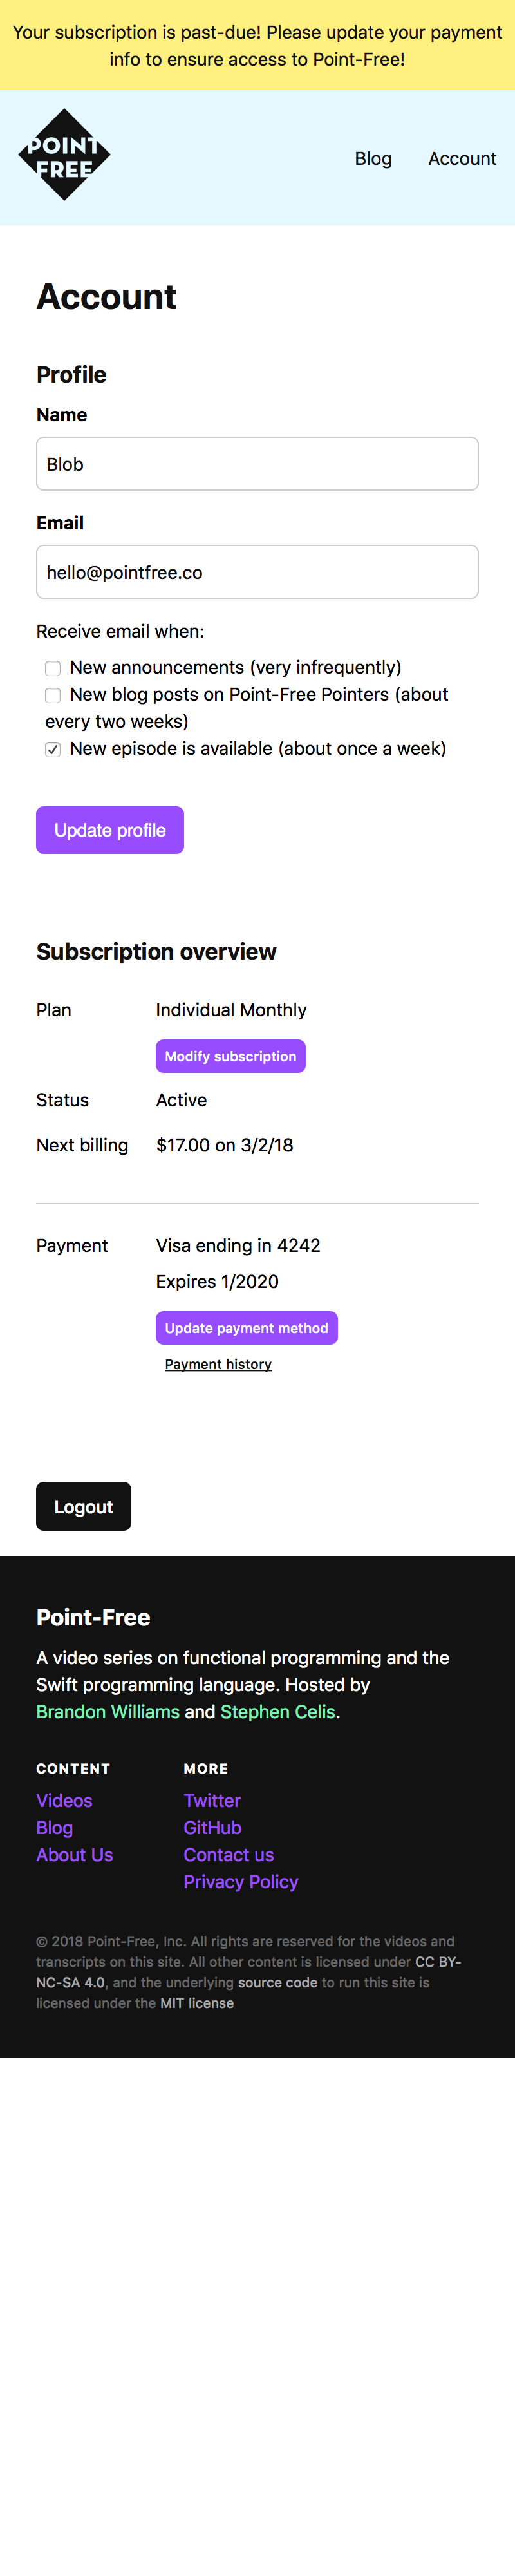 Your subscription is past-due! Please update your payment
info to ensure access to Point-Free!
POINT
FREE
Blog
Account
Account
Profile
Name
Blob
Email
hello@pointfree.co
Receive email when:
New announcements (very infrequently)
New blog posts on Point-Free Pointers (about
every two weeks)
New episode is available (about once a week)
Update profile
Subscription overview
Plan
Individual Monthly
Modify subscription
Status
Active
Next billing
$17.00 on 3/2/18
Payment
Visa ending in 4242
Expires 1/2020
Update payment method
Payment history
Logout
Point-Free
A video series on functional programming and the
Swift programming language. Hosted by
Brandon Williams and Stephen Celis.
CONTENT
Videos
Blog
About Us
MORE
Twitter
GitHub
Contact us
Privacy Policy
© 2018 Point-Free, Inc. All rights are reserved for the videos and
transcripts on this site. All other content is licensed under CC BY-
NC-SA 4.0, and the underlying source code to run this site is
licensed under the MIT license